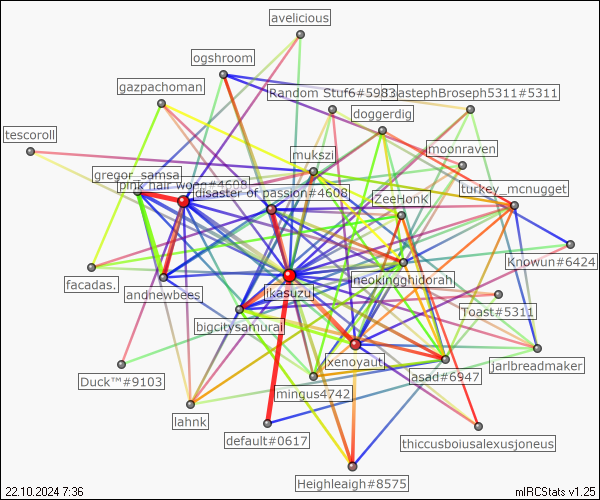 avelicious
ogshroom
gazpachoman
Random Stuf6#5983
JasstephBroseph5311#5311
doggerdig
tescoroll
mukszi
moonraven
gregor_samsa
pink hair wong#4608
disaster of passion#4608
turkey_mcnugget
ZeeHonK
Knowun#6424
facadas.
andnewbees
ikasuzu
neokingghidorah
Toast#5311
bigcitysamurai
xenoyaut
jarlbreadmaker
Duck™#9103
asad#6947
mingus4742
lahnk
default#0617
thiccusboiusalexusjoneus
Heighleaigh#8575
22.10.2024 7:36
mIRCStats v1.25